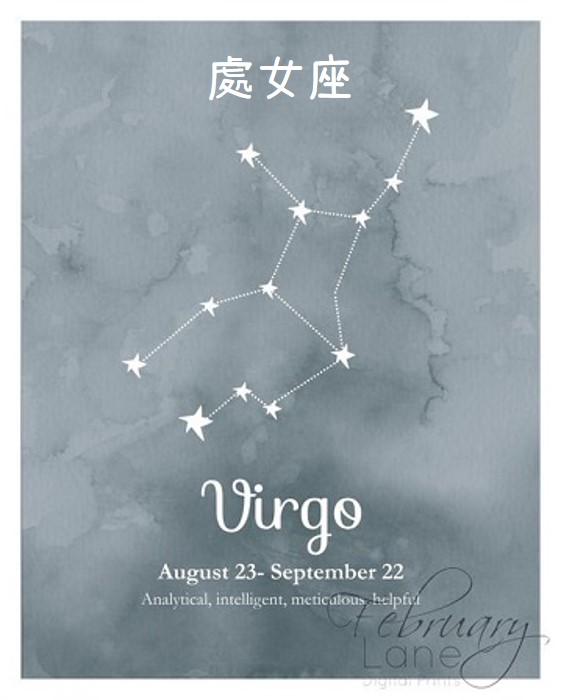 處女座
Virgo
August 23- September 22
Analytical, intelligent, meticulous, helpful
February
Lane
Digital Prints